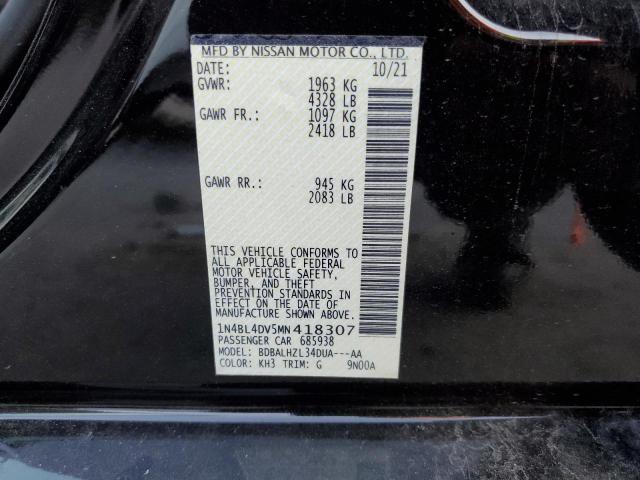 MFD BY NISSAN MOTOR CO., LTD.
DATE: 10/21
GVWR: 1963 KG
4328 LB
GAWR FR.: 1097 KG
2418 LB
GAWR RR.: 945 KG
2083 LB
THIS VEHICLE CONFORMS TO
ALL APPLICABLE FEDERAL
MOTOR VEHICLE SAFETY,
BUMPER, AND THEFT
PREVENTION STANDARDS IN
EFFECT ON THE DATE OF
MANUFACTURE SHOWN ABOVE.
1N4BL4DV5MN418307
PASSENGER CAR 685938
MODEL: BDBALHZL34DUA---AA
COLOR: KH3 TRIM: G 9N00A